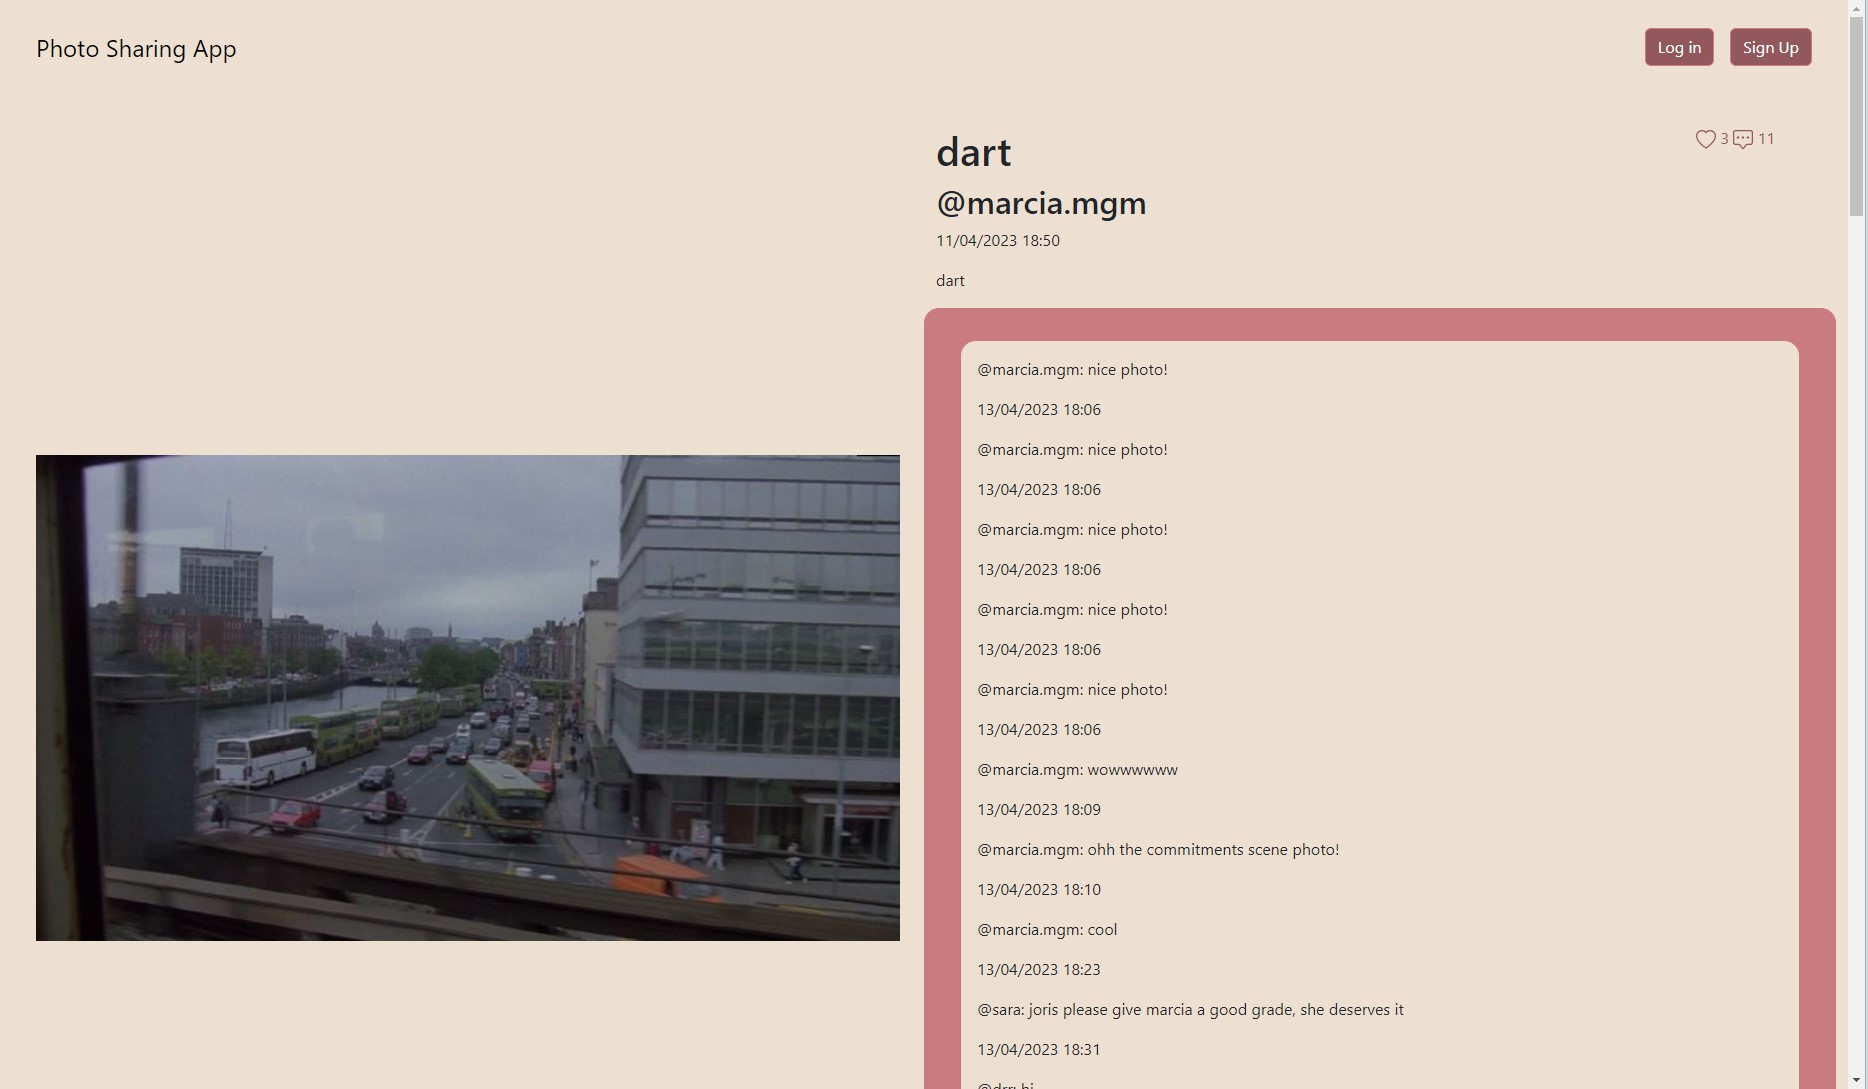 Photo Sharing App
Log in
Sign Up
dart
3
11
@marcia.mgm
11/04/2023 18:50
dart
@marcia.mgm: nice photo!
13/04/2023 18:06
@marcia.mgm: nice photo!
13/04/2023 18:06
@marcia.mgm: nice photo!
13/04/2023 18:06
@marcia.mgm: nice photo!
13/04/2023 18:06
@marcia.mgm: nice photo!
13/04/2023 18:06
@marcia.mgm: wowwwwww
13/04/2023 18:09
@marcia.mgm: ohh the commitments scene photo!
13/04/2023 18:10
@marcia.mgm: cool
13/04/2023 18:23
@sara: joris please give marcia a good grade, she deserves it
13/04/2023 18:31